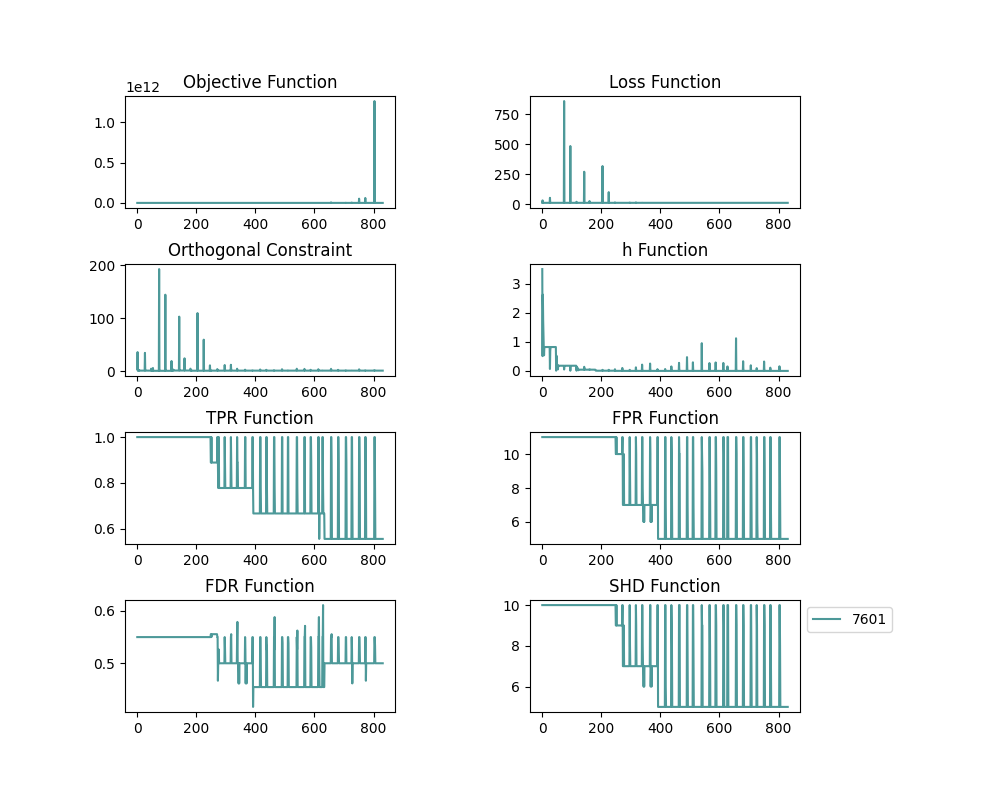 Objective Function
1e12
1.0
0.5
0.0
0 200 400 600 800
Loss Function
750
500
250
0
0 200 400 600 800
Orthogonal Constraint
200
100
0
0 200 400 600 800
h Function
3
2
1
0
0 200 400 600 800
TPR Function
1.0
0.8
0.6
0 200 400 600 800
FPR Function
10
8
6
0 200 400 600 800
FDR Function
0.6
0.5
0 200 400 600 800
SHD Function
10
8
6
0 200 400 600 800
7601